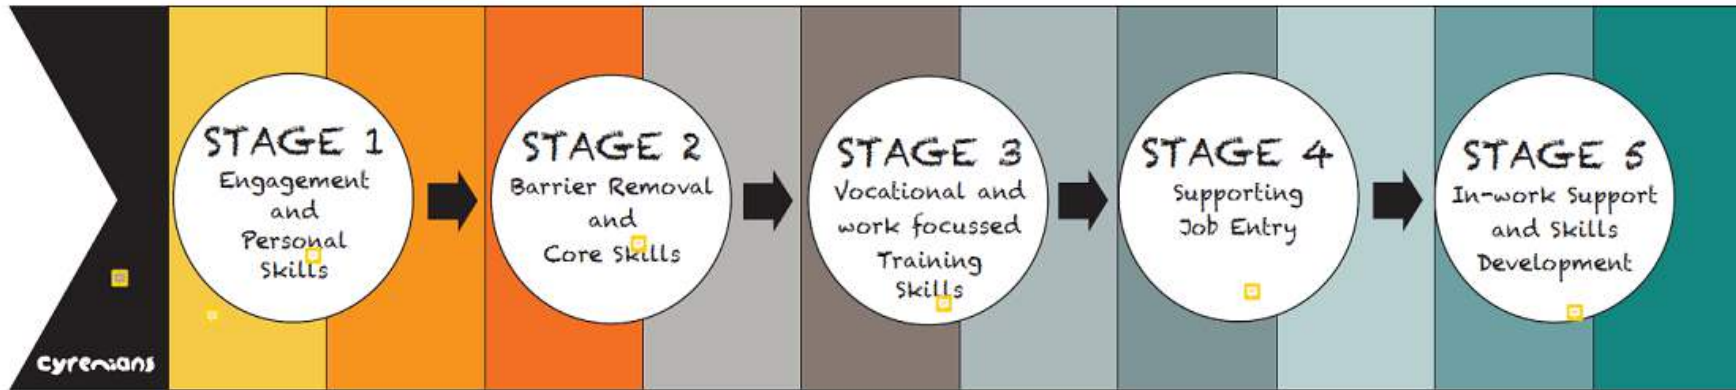 STAGE 1
Engagement
and
Personal
Skills
STAGE 2
Barrier Removal
and
Core Skills
STAGE 3
Vocational and
work focussed
Training
Skills
STAGE 4
Supporting
Job Entry
STAGE 5
In-work Support
and Skills
Development
cyrenians